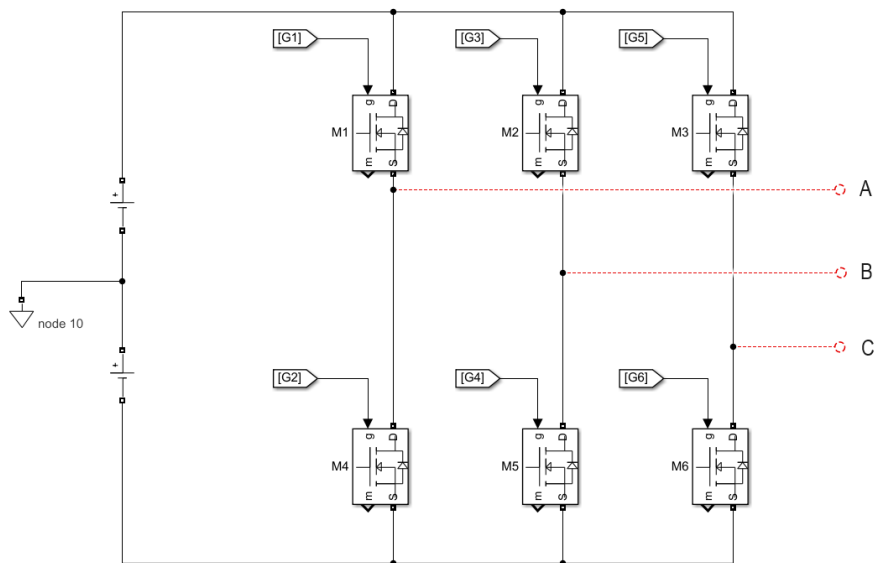 [G1]
[G3]
[G5]
g D
g D
g D
M1
M2
M3
m S
m S
m S
A
+
B
node 10
C
+
[G2]
[G4]
[G6]
g D
g D
g D
M4
M5
M6
m S
m S
m S